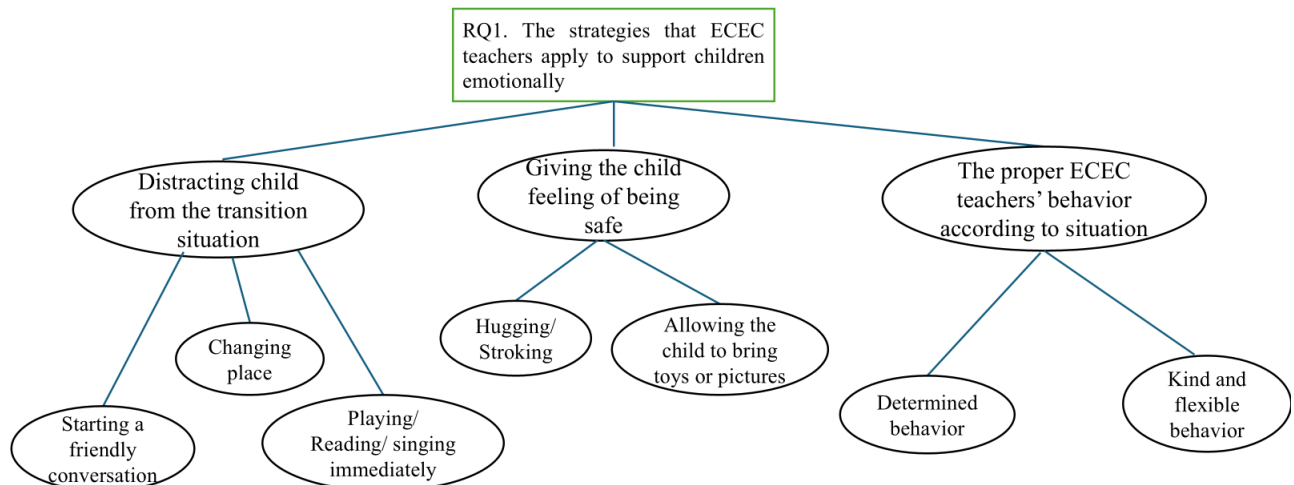 RQ1. The strategies that ECEC
teachers apply to support children
emotionally
Distracting child
from the transition
situation
Giving the child
feeling of being
safe
The proper ECEC
teachers’ behavior
according to situation
Hugging/
Stroking
Allowing the
child to bring
toys or pictures
Changing
place
Starting a
friendly
conversation
Playing/
Reading/ singing
immediately
Determined
behavior
Kind and
flexible
behavior